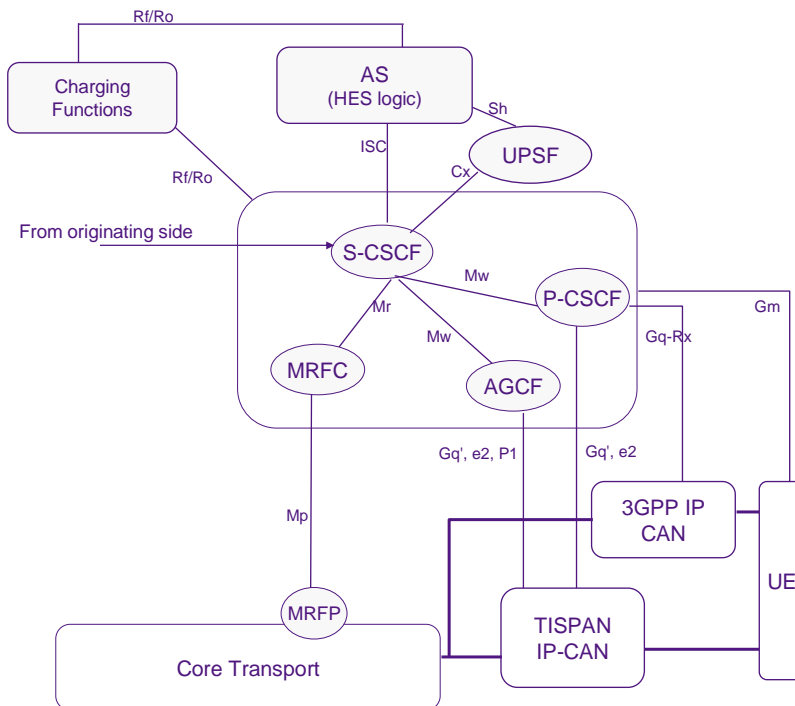 Rf/Ro
Charging
Functions
AS
(HES logic)
Sh
ISC
UPSF
Cx
Rf/Ro
From originating side
S-CSCF
Mw
P-CSCF
Gm
Mr
Mw
Gq-Rx
MRFC
AGCF
Gq', e2, P1
Gq', e2
3GPP IP
CAN
Mp
UE
MRFP
TISPAN
IP-CAN
Core Transport